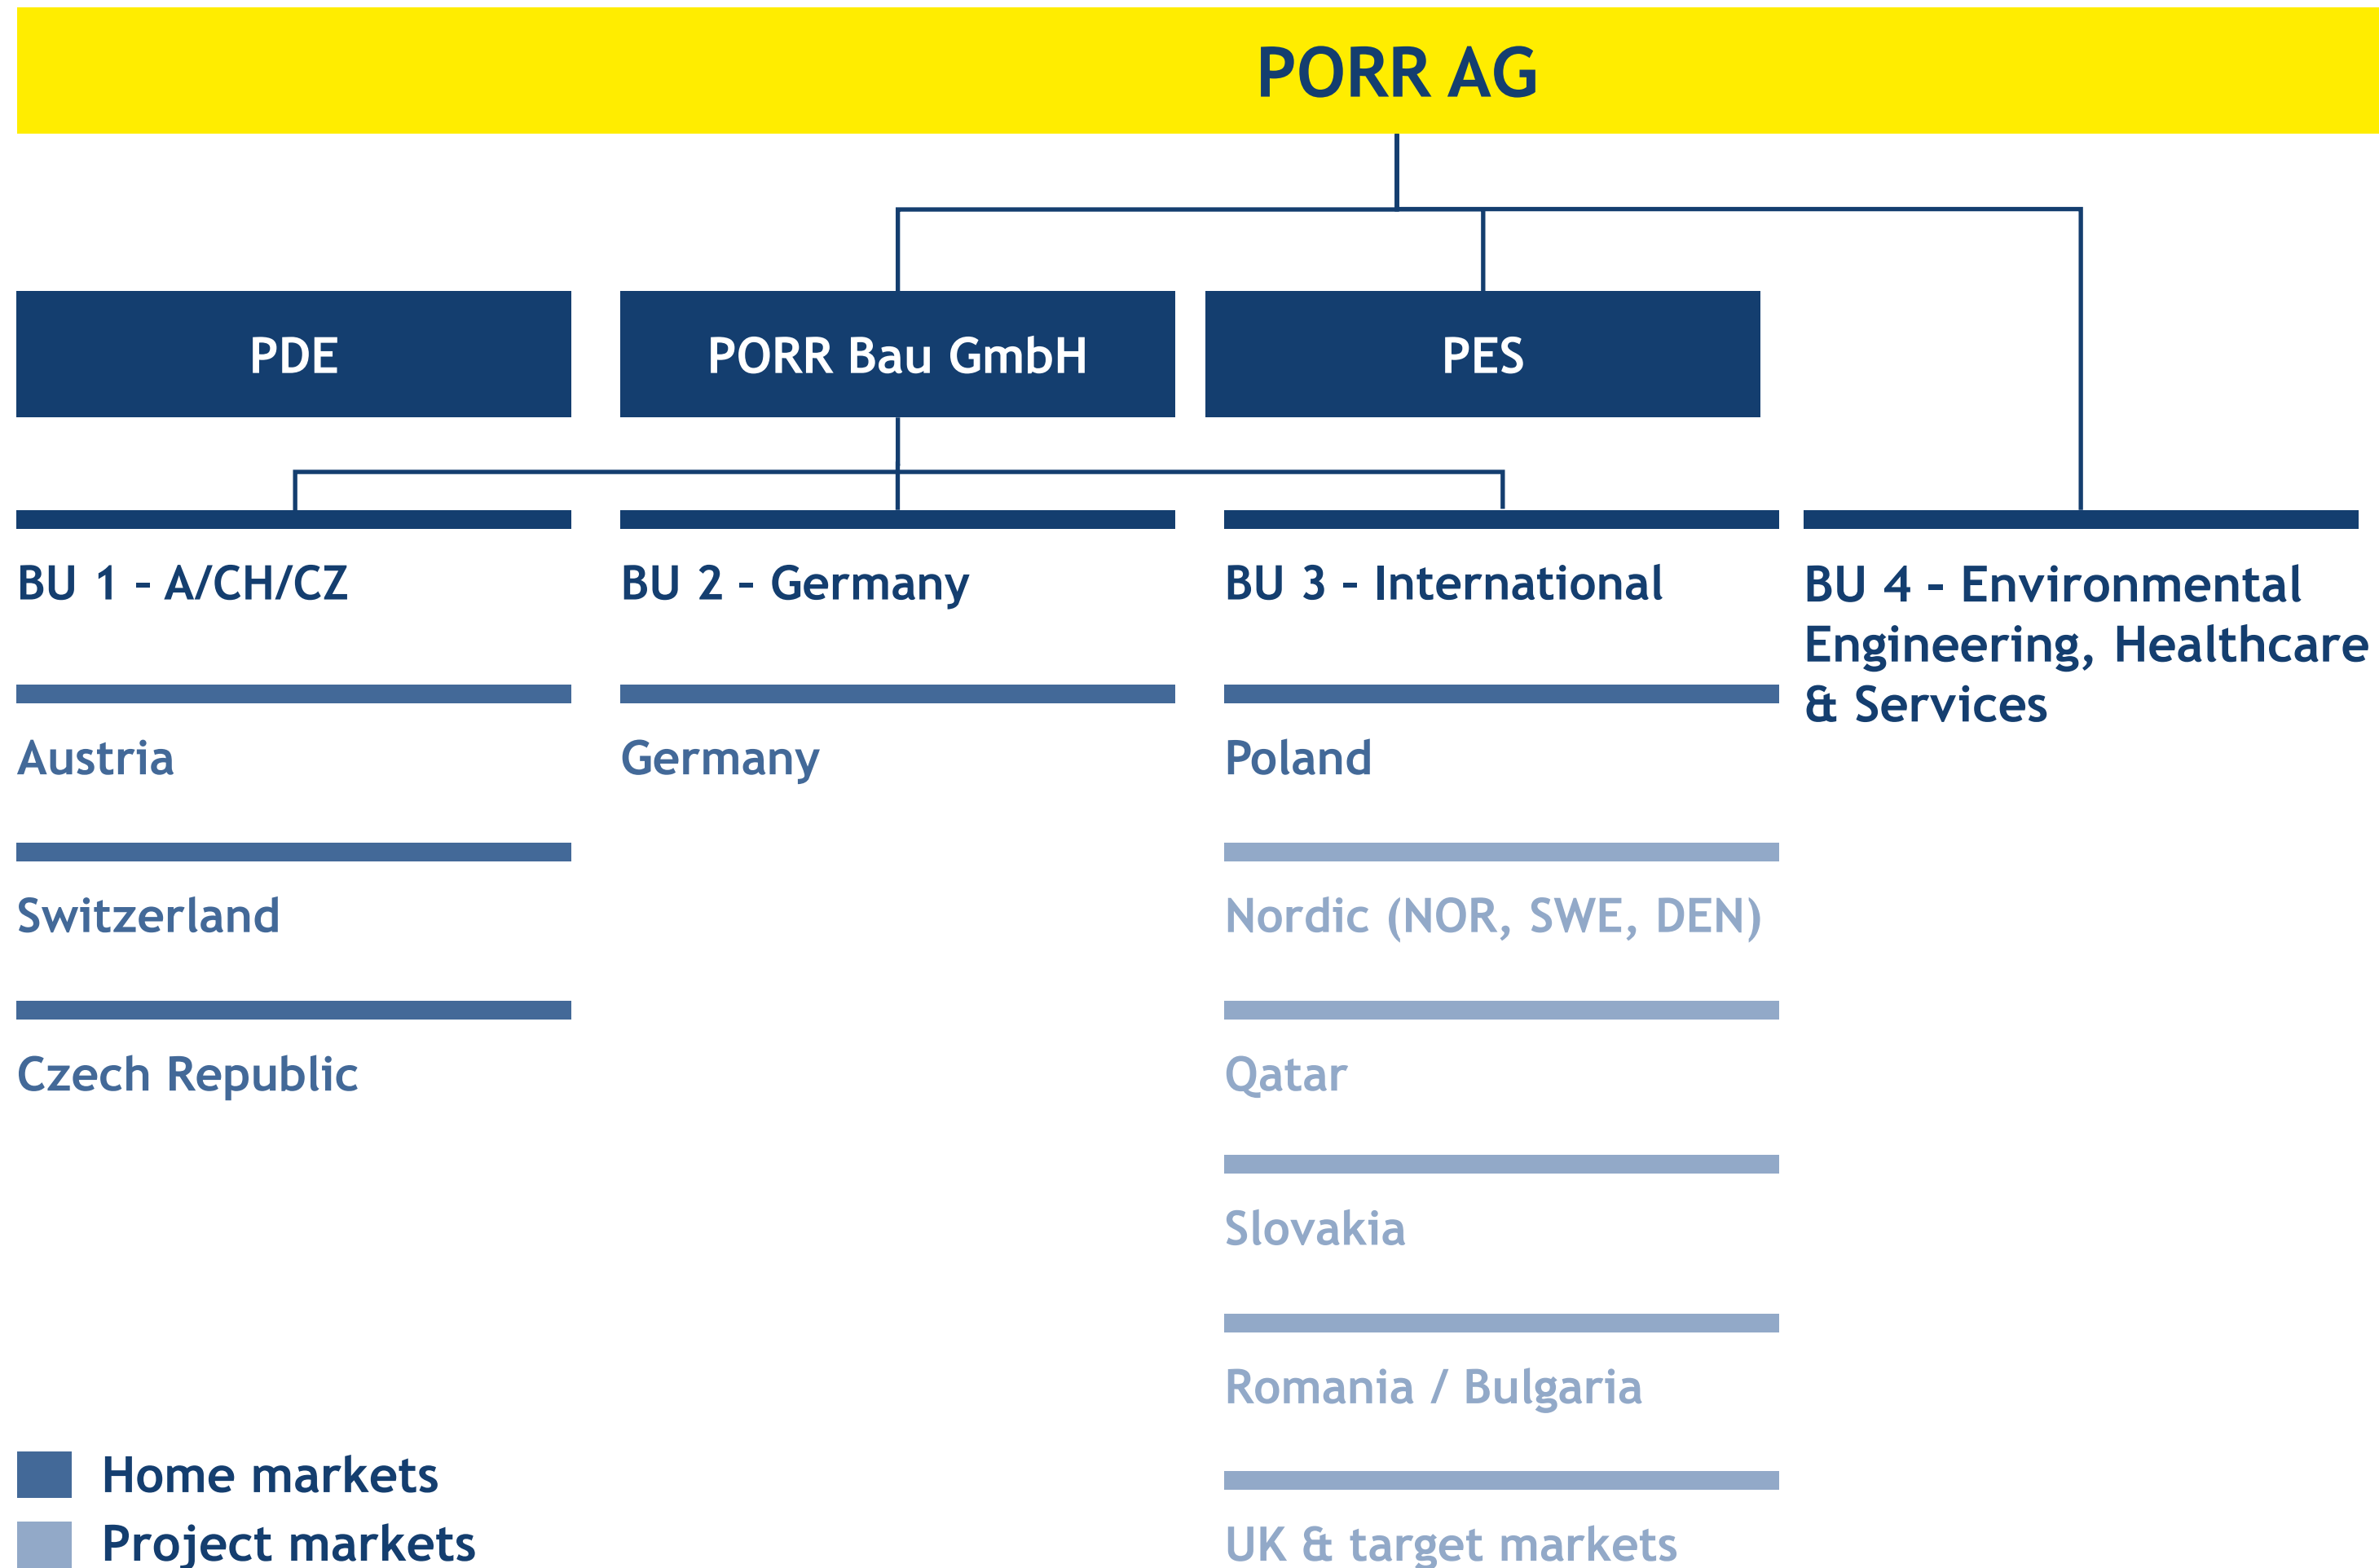 PORR AG
PDE
PORR Bau GmbH
PES
BU 1 - A/CH/CZ
Austria
Switzerland
Czech Republic
BU 2 - Germany
Germany
BU 3 - International
Poland
Nordic (NOR, SWE, DEN)
Qatar
Slovakia
Romania / Bulgaria
UK & target markets
BU 4 - Environmental
Engineering, Healthcare
& Services
Home markets
Project markets